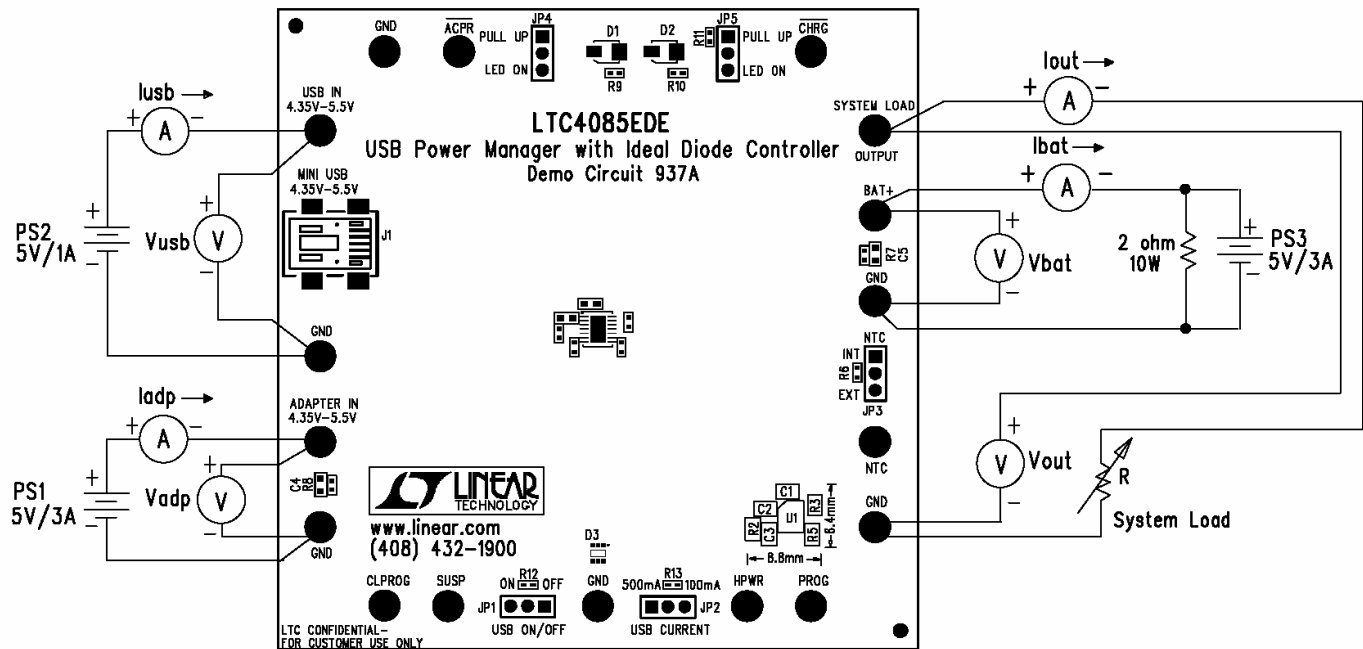 GND
ACPR
JP4
PULL UP
LED ON
D1
R9
D2
R10
R11
JP5
PULL UP
LED ON
CHRG
Iusb
+ A -
USB IN
4.35V-5.5V
LTC4085EDE
USB Power Manager with Ideal Diode Controller
Demo Circuit 937A
SYSTEM LOAD
OUTPUT
Iout
+ A -
MINI USB
4.35V-5.5V
J1
PS2
5V/1A
+
-
Vusb
+
V
-
GND
BAT+
R7
C5
GND
Ibat
+ A -
+
V
-
Vbat
2 ohm
10W
+
-
PS3
5V/3A
NTC
INT
R6
EXT
JP3
NTC
Iadp
+ A -
ADAPTER IN
4.35V-5.5V
PS1
5V/3A
+
-
Vadp
+
V
-
C4
R8
GND
LINEAR
TECHNOLOGY
www.linear.com
(408) 432-1900
D3
C1
C2
R3
U1
R2
C3
R5
8.4mm
8.8mm
GND
+
V
-
Vout
R
System Load
CLPROG
SUSP
R12
ON OFF
JP1
USB ON/OFF
GND
R13
500mA 100mA
JP2
USB CURRENT
HPWR
PROG
LTC CONFIDENTIAL-
FOR CUSTOMER USE ONLY